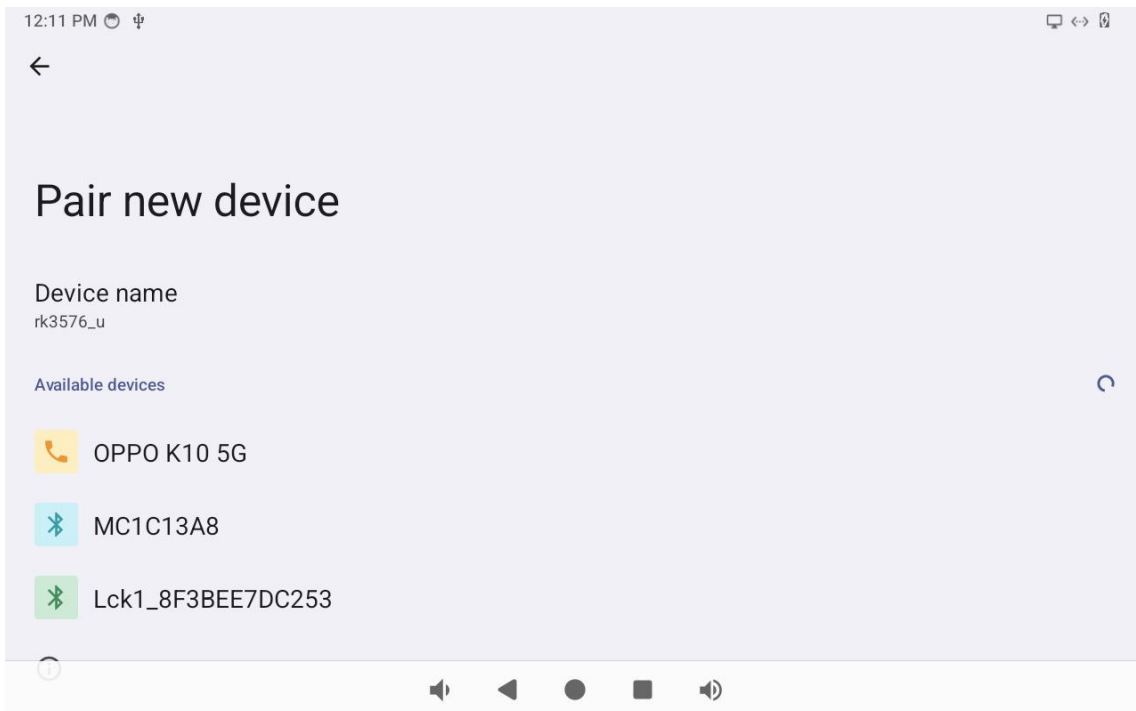 12:11 PM
Pair new device
Device name
rk3576_u
Available devices
OPPO K10 5G
MC1C13A8
Lck1_8F3BEE7DC253